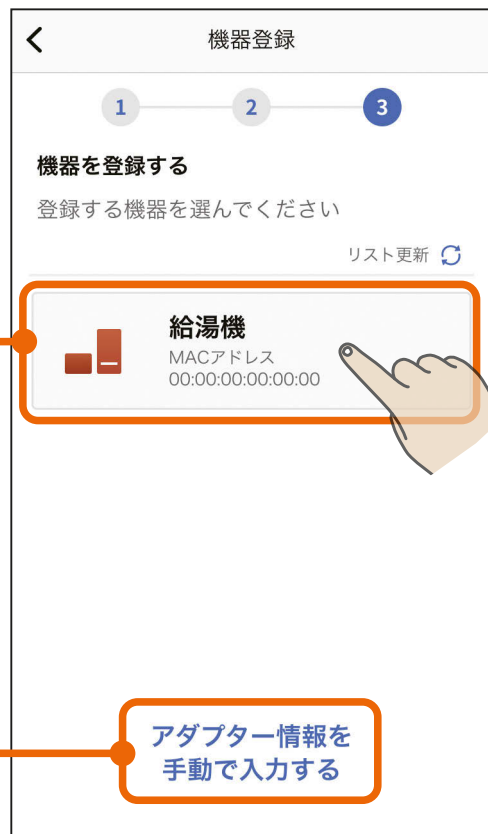 機器登録
1 2 3
機器を登録する
登録する機器を選んでください
リスト更新
給湯機
MACアドレス
00:00:00:00:00:00
アダプター情報を
手動で入力する